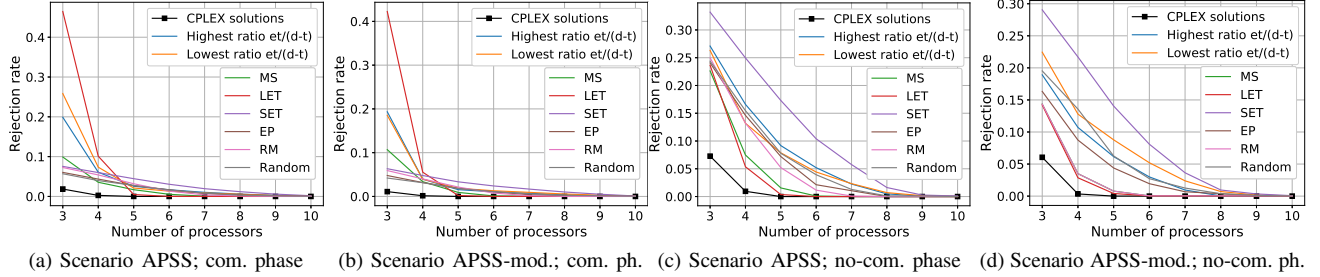 Rejection rate
0.4
0.3
0.2
0.1
0.0
3 4 5 6 7 8 9 10
Number of processors
CPLEX solutions
Highest ratio et/(d-t)
Lowest ratio et/(d-t)
MS
LET
SET
EP
RM
Random
(a) Scenario APSS; com. phase
Rejection rate
0.4
0.3
0.2
0.1
0.0
3 4 5 6 7 8 9 10
Number of processors
CPLEX solutions
Highest ratio et/(d-t)
Lowest ratio et/(d-t)
MS
LET
SET
EP
RM
Random
(b) Scenario APSS-mod.; com. ph.
Rejection rate
0.30
0.25
0.20
0.15
0.10
0.05
0.00
3 4 5 6 7 8 9 10
Number of processors
CPLEX solutions
Highest ratio et/(d-t)
Lowest ratio et/(d-t)
MS
LET
SET
EP
RM
Random
(c) Scenario APSS; no-com. phase
Rejection rate
0.30
0.25
0.20
0.15
0.10
0.05
0.00
3 4 5 6 7 8 9 10
Number of processors
CPLEX solutions
Highest ratio et/(d-t)
Lowest ratio et/(d-t)
MS
LET
SET
EP
RM
Random
(d) Scenario APSS-mod.; no-com. ph.